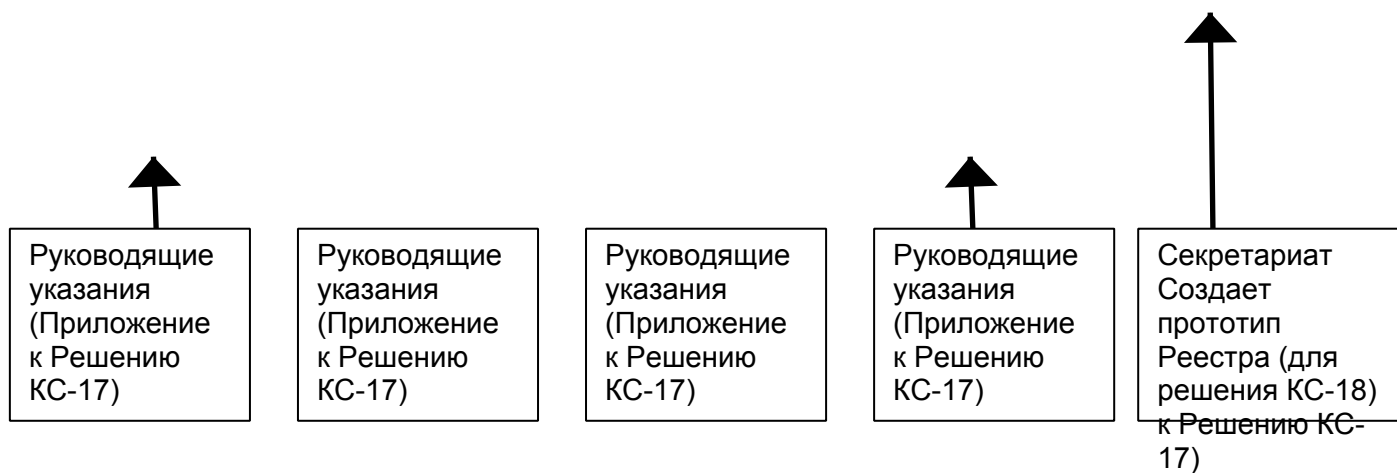 Руководящие
указания
(Приложение
к Решению
КС-17)
Руководящие
указания
(Приложение
к Решению
КС-17)
Руководящие
указания
(Приложение
к Решению
КС-17)
Руководящие
указания
(Приложение
к Решению
КС-17)
Секретариат
Создает
прототип
Реестра (для
решения КС-18)
к Решению КС-
17)